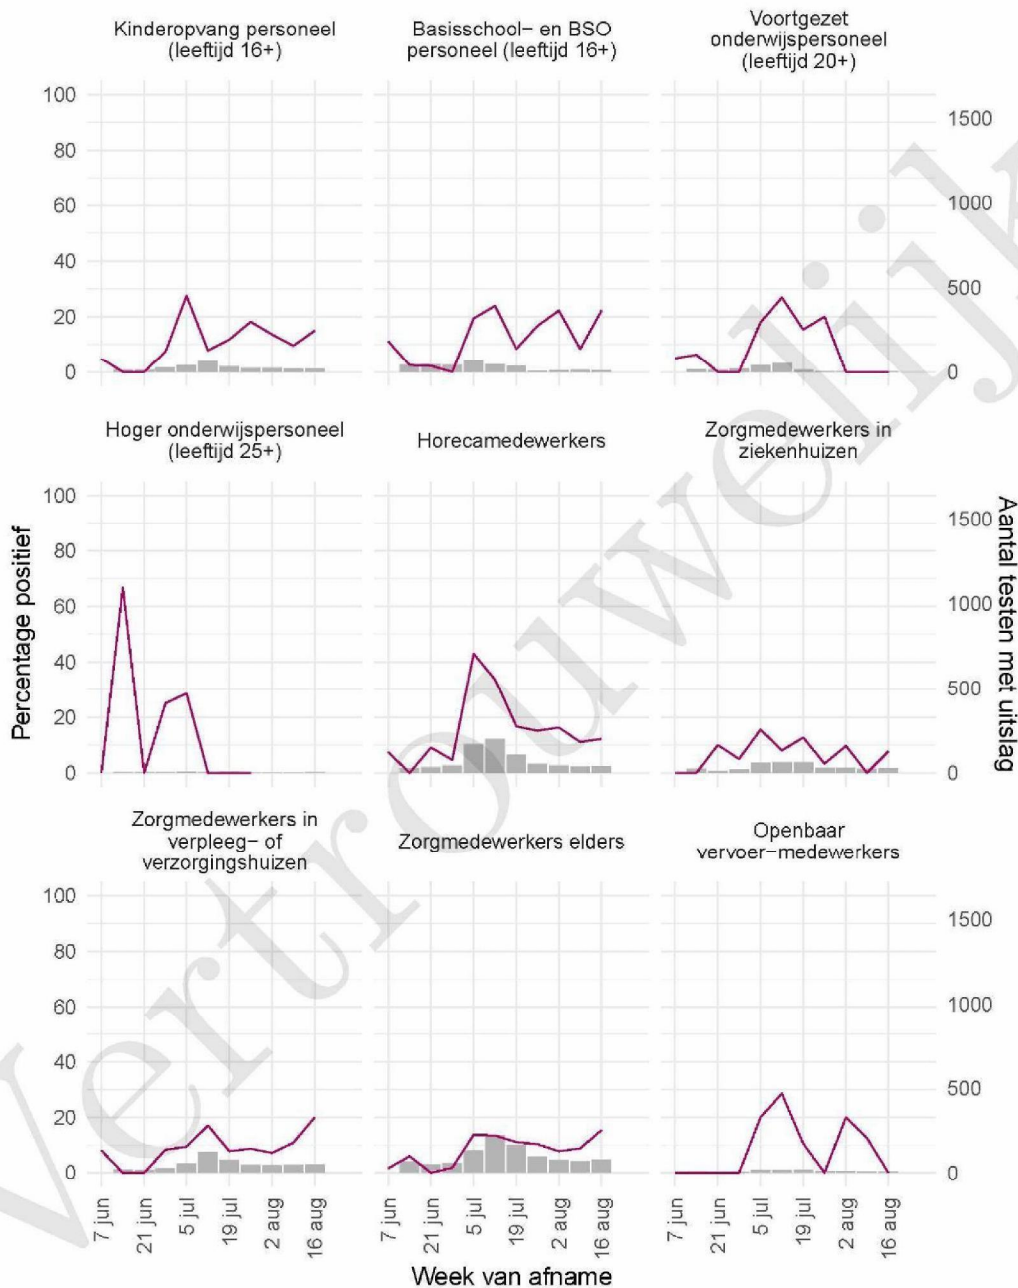 Kinderopvang personeel
(leeftijd 16+)
Basisschool– en BSO
personeel (leeftijd 16+)
Voortgezet
onderwijspersoneel
(leeftijd 20+)
100
80
60
40
20
0
1500
1000
500
0
Hoger onderwijspersoneel
(leeftijd 25+)
Horecamedewerkers
Zorgmedewerkers in
ziekenhuizen
100
80
60
40
20
0
1500
1000
500
0
Percentage positief
Aantal testen met uitslag
Zorgmedewerkers in
verpleeg– of
verzorgingshuizen
Zorgmedewerkers elders
Openbaar
vervoer–medewerkers
100
80
60
40
20
0
1500
1000
500
0
7 jun
21 jun
5 jul
19 jul
2 aug
16 aug
7 jun
21 jun
5 jul
19 jul
2 aug
16 aug
7 jun
21 jun
5 jul
19 jul
2 aug
16 aug
Week van afname
Vertrouwelijk